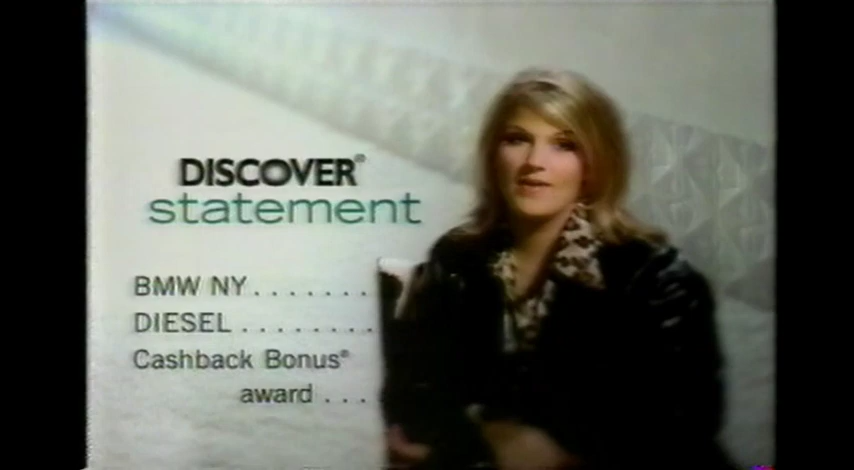 DISCOVER®
statement
BMW NY........
DIESEL........
Cashback Bonus®
award...